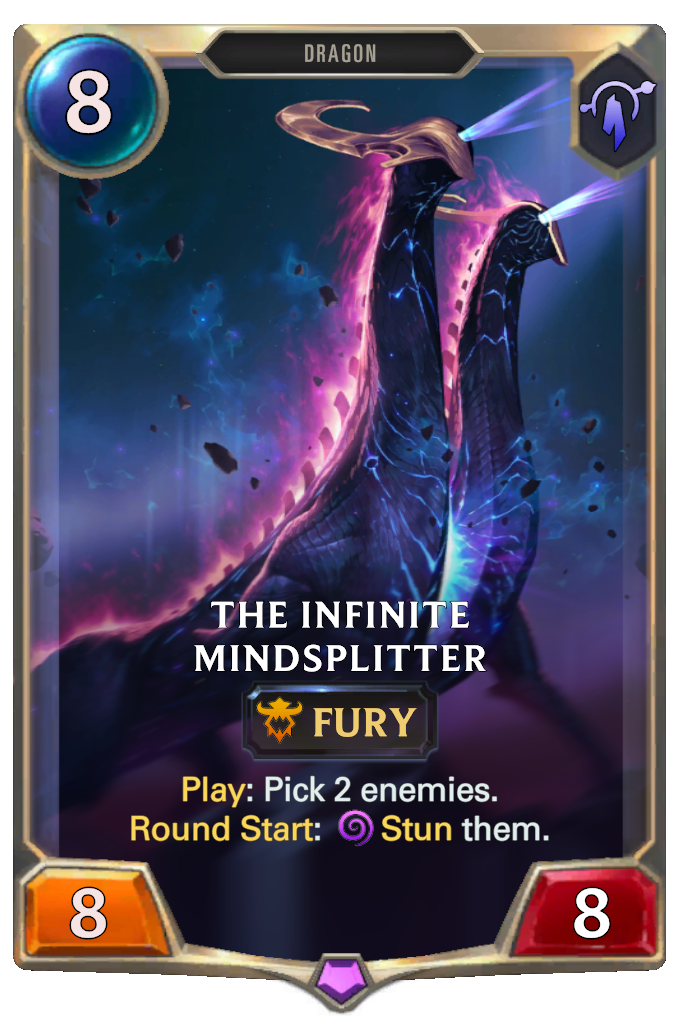 DRAGON
8
THE INFINITE
MINDSPLITTER
FURY
Play: Pick 2 enemies.
Round Start: Stun them.
8
8